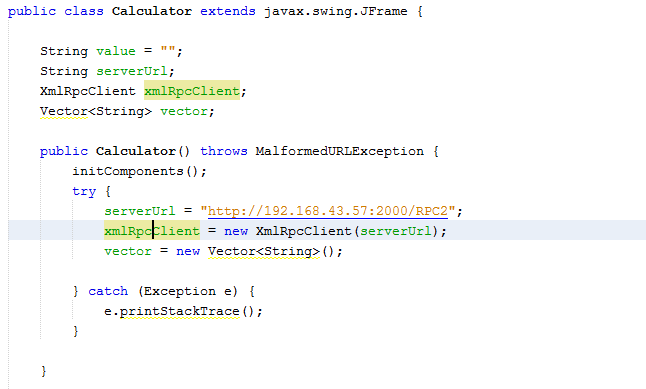 public class Calculator extends javax.swing.JFrame {
String value = "";
String serverUrl;
XmlRpcClient xmlRpcClient;
Vector<String> vector;
public Calculator() throws MalformedURLException {
initComponents();
try {
serverUrl = "http://192.168.43.57:2000/RPC2";
xmlRpcClient = new XmlRpcClient(serverUrl);
vector = new Vector<String>();
} catch (Exception e) {
e.printStackTrace();
}
}